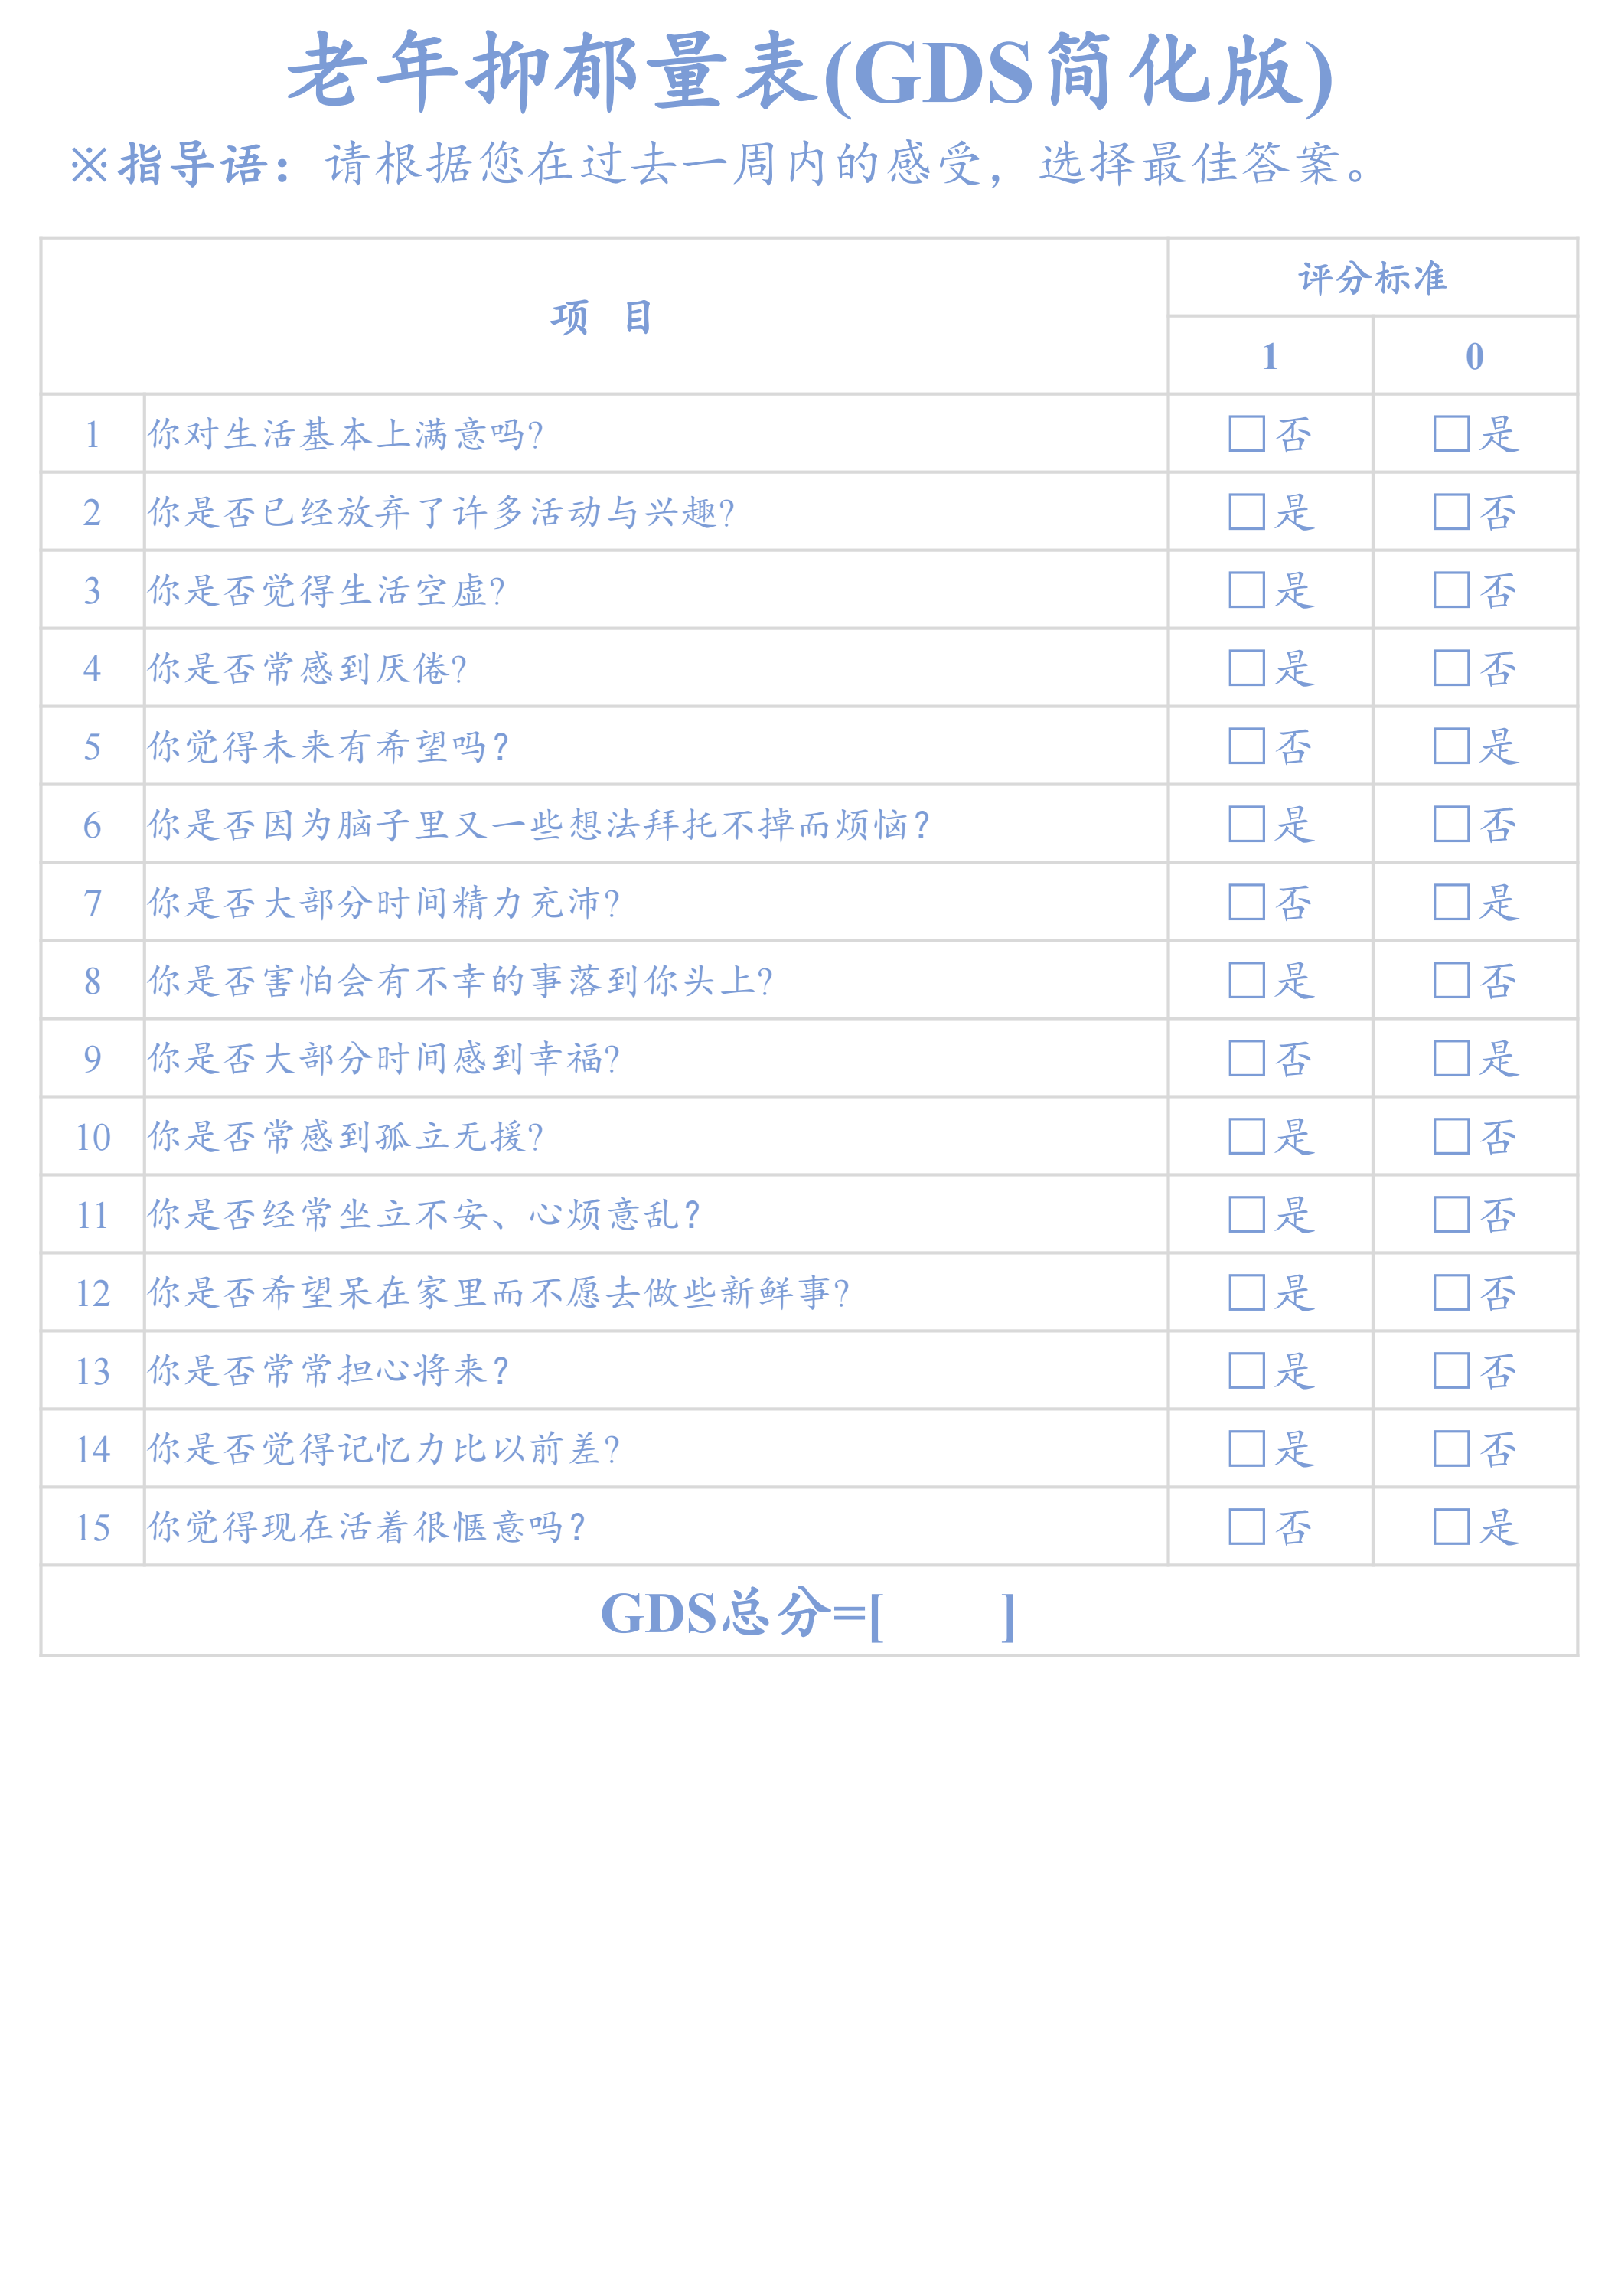 老年抑郁量表(GDS简化版)
※指导语：请根据您在过去一周内的感受，选择最佳答案。
项 目 评分标准
1 0
1 你对生活基本上满意吗? □否 □是
2 你是否已经放弃了许多活动与兴趣? □是 □否
3 你是否觉得生活空虚? □是 □否
4 你是否常感到厌倦? □是 □否
5 你觉得未来有希望吗？ □否 □是
6 你是否因为脑子里又一些想法拜托不掉而烦恼？ □是 □否
7 你是否大部分时间精力充沛? □否 □是
8 你是否害怕会有不幸的事落到你头上? □是 □否
9 你是否大部分时间感到幸福? □否 □是
10 你是否常感到孤立无援? □是 □否
11 你是否经常坐立不安、心烦意乱？ □是 □否
12 你是否希望呆在家里而不愿去做些新鲜事? □是 □否
13 你是否常常担心将来？ □是 □否
14 你是否觉得记忆力比以前差? □是 □否
15 你觉得现在活着很惬意吗？ □否 □是
GDS总分=[ ]